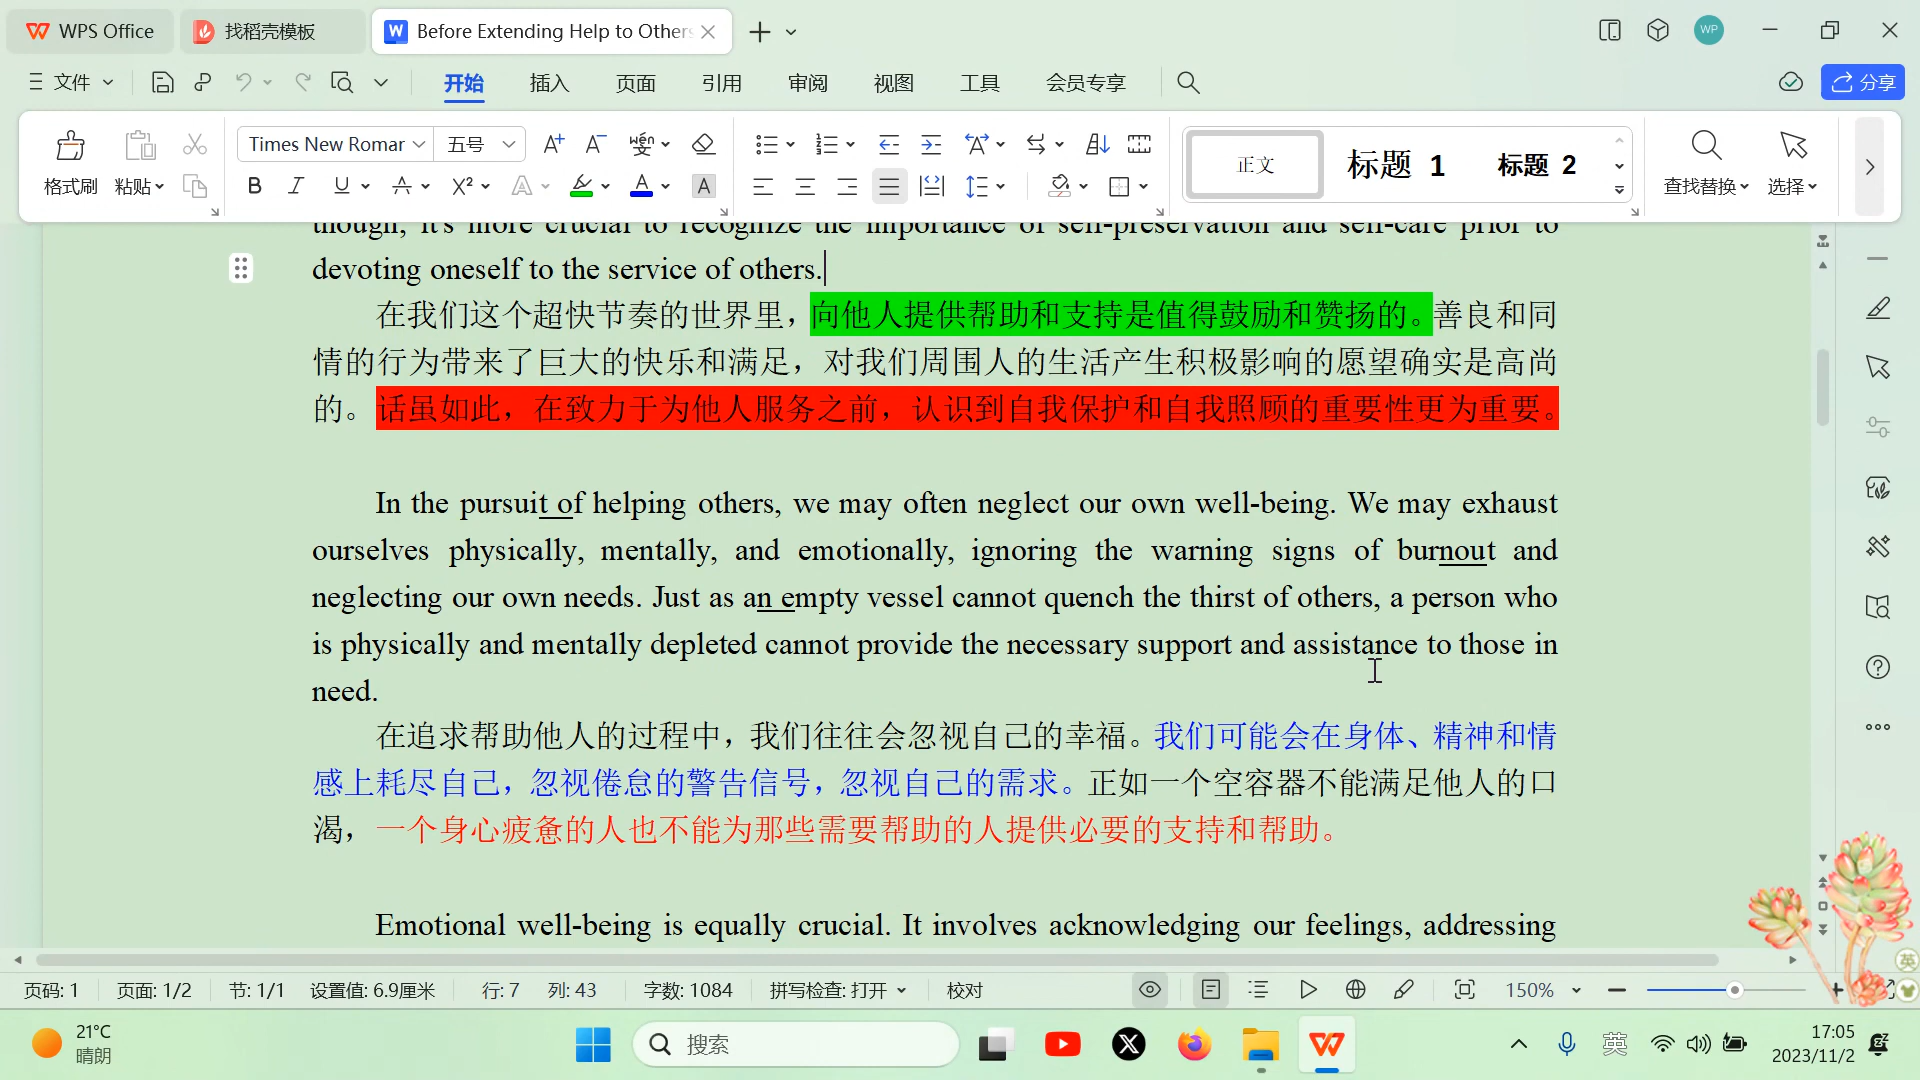 WPS Office
找稻壳模板
Before Extending Help to Others
WP
文件
开始
插入
页面
引用
审阅
视图
工具
会员专享
分享
格式刷
粘贴
Times New Romar
五号
正文
标题 1
标题 2
查找替换
选择
though, it's more crucial to recognize the importance of self-preservation and self-care prior to
devoting oneself to the service of others.
在我们这个超快节奏的世界里，向他人提供帮助和支持是值得鼓励和赞扬的。善良和同
情的行为带来了巨大的快乐和满足，对我们周围人的生活产生积极影响的愿望确实是高尚
的。话虽如此，在致力于为他人服务之前，认识到自我保护和自我照顾的重要性更为重要。
In the pursuit of helping others, we may often neglect our own well-being. We may exhaust
ourselves physically, mentally, and emotionally, ignoring the warning signs of burnout and
neglecting our own needs. Just as an empty vessel cannot quench the thirst of others, a person who
is physically and mentally depleted cannot provide the necessary support and assistance to those in
need.
在追求帮助他人的过程中，我们往往会忽视自己的幸福。我们可能会在身体、精神和情
感上耗尽自己，忽视倦怠的警告信号，忽视自己的需求。正如一个空容器不能满足他人的口
渴，一个身心疲惫的人也不能为那些需要帮助的人提供必要的支持和帮助。
Emotional well-being is equally crucial. It involves acknowledging our feelings, addressing
页码: 1
页面: 1/2
节: 1/1
设置值: 6.9厘米
行: 7
列: 43
字数: 1084
拼写检查: 打开
校对
150%
英
21°C
晴朗
搜索
英
17:05
2023/11/2